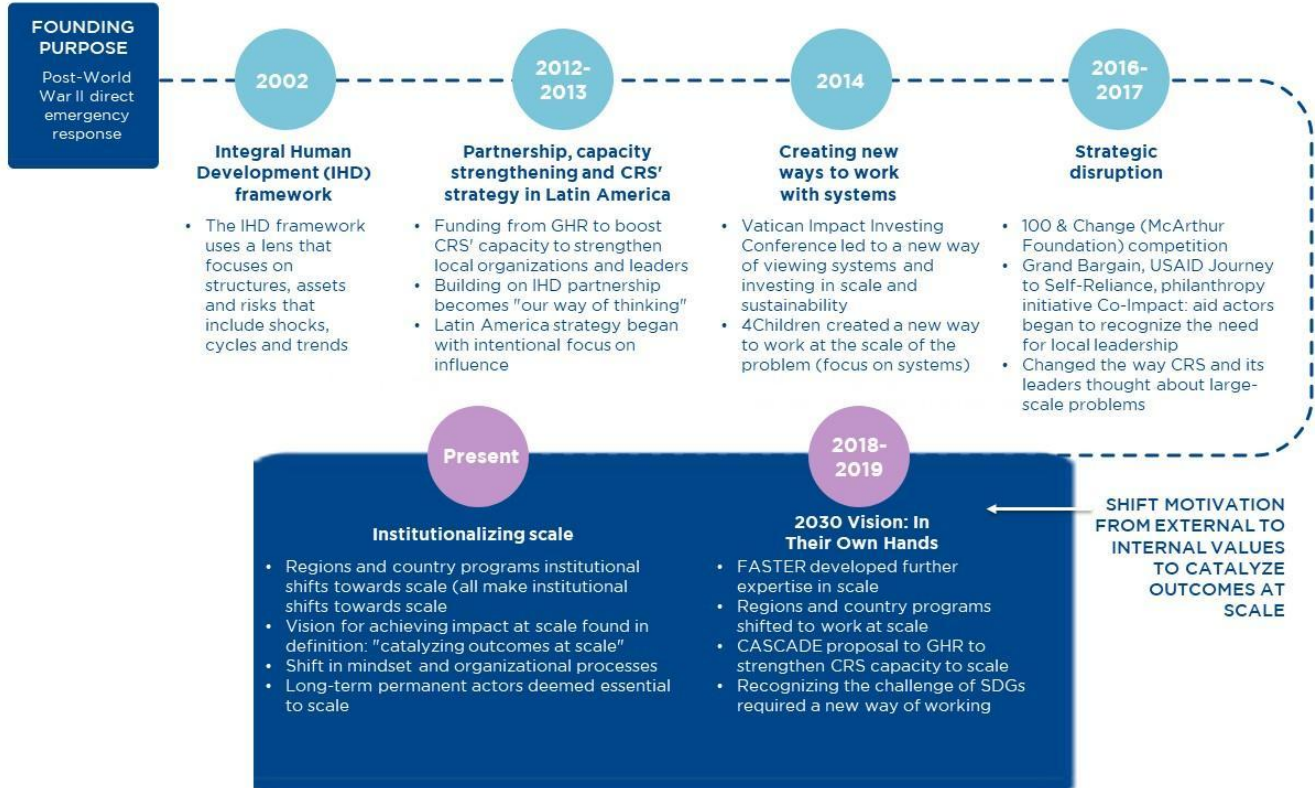 FOUNDING
PURPOSE
Post-World
War II direct
emergency
response
2002
Integral Human
Development (IHD)
framework
• The IHD framework
uses a lens that
focuses on
structures, assets
and risks that
include shocks,
cycles and trends
2012-
2013
Partnership, capacity
strengthening and CRS'
strategy in Latin America
• Funding from GHR to boost
CRS' capacity to strengthen
local organizations and leaders
• Building on IHD partnership
becomes "our way of thinking"
• Latin America strategy began
with intentional focus on
influence
2014
Creating new
ways to work
with systems
• Vatican Impact Investing
Conference led to a new way
of viewing systems and
investing in scale and
sustainability
• 4Children created a new way
to work at the scale of the
problem (focus on systems)
2016-
2017
Strategic
disruption
• 100 & Change (McArthur
Foundation) competition
• Grand Bargain, USAID Journey
to Self-Reliance, philanthropy
initiative Co-Impact: aid actors
began to recognize the need
for local leadership
• Changed the way CRS and its
leaders thought about large-
scale problems
SHIFT MOTIVATION
FROM EXTERNAL TO
INTERNAL VALUES
TO CATALYZE
OUTCOMES AT
SCALE
2018-
2019
2030 Vision: In
Their Own Hands
• FASTER developed further
expertise in scale
• Regions and country programs
shifted to work at scale
• CASCADE proposal to GHR to
strengthen CRS capacity to scale
• Recognizing the challenge of SDGs
required a new way of working
Present
Institutionalizing scale
• Regions and country programs institutional
shifts towards scale (all make institutional
shifts towards scale
• Vision for achieving impact at scale found in
definition: "catalyzing outcomes at scale"
• Shift in mindset and organizational processes
• Long-term permanent actors deemed essential
to scale